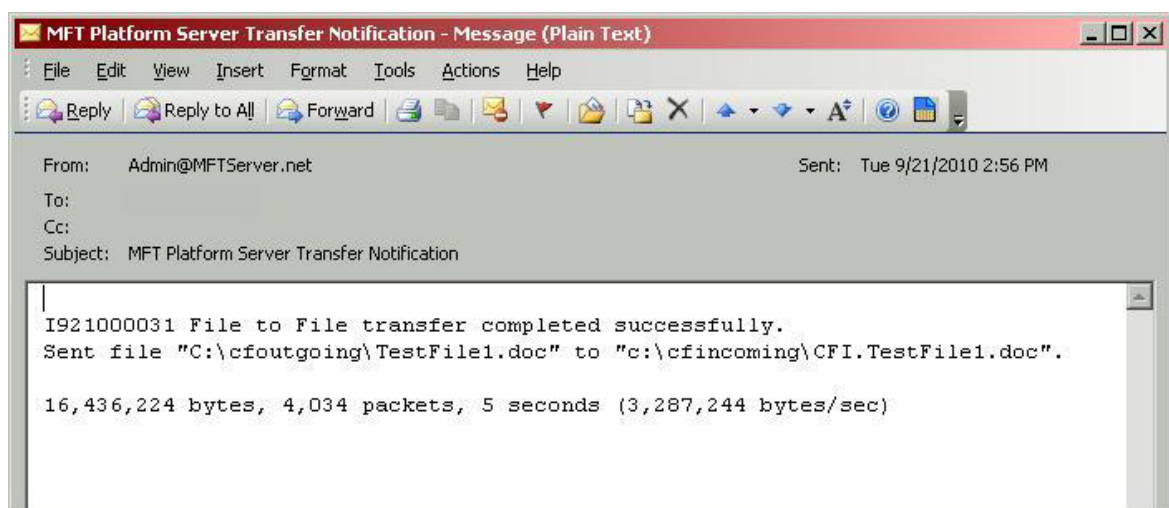 MFT Platform Server Transfer Notification - Message (Plain Text)
File Edit View Insert Format Tools Actions Help
Reply Reply to All Forward
From: Admin@MFTServer.net Sent: Tue 9/21/2010 2:56 PM
To:
Cc:
Subject: MFT Platform Server Transfer Notification
I921000031 File to File transfer completed successfully.
Sent file "C:\cfoutgoing\TestFile1.doc" to "c:\cfincoming\CFI.TestFile1.doc".
16,436,224 bytes, 4,034 packets, 5 seconds (3,287,244 bytes/sec)